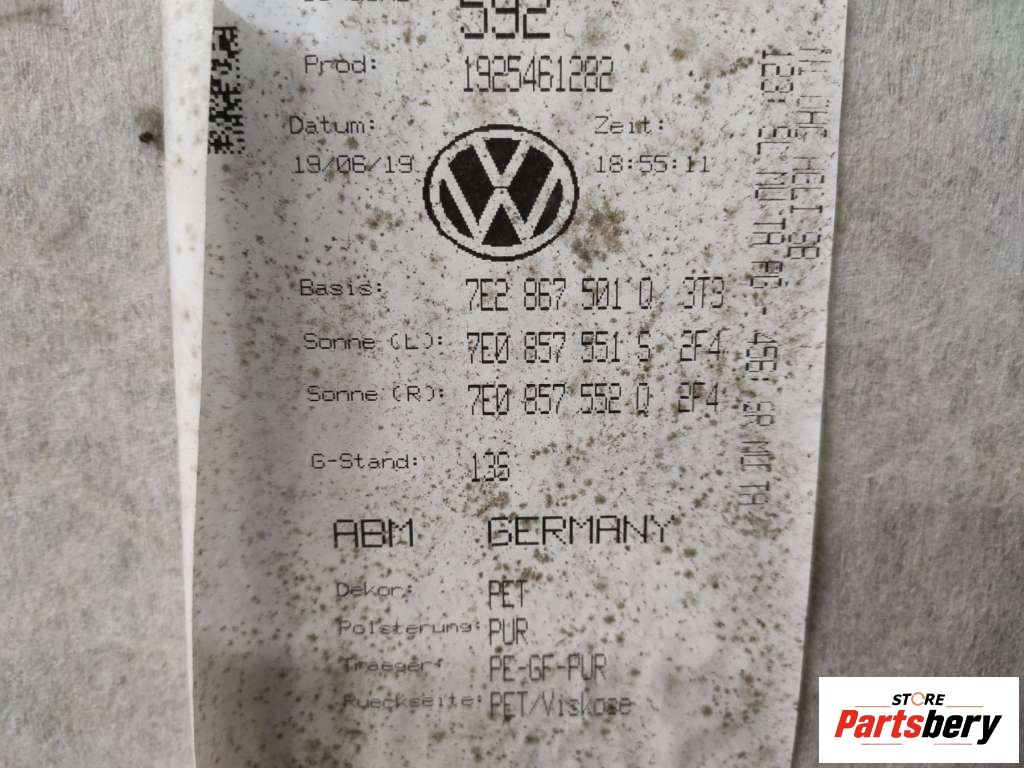 592
Prod: 1925461282
Datum: Zeit:
19/06/19 18:55:11
Basis: 7E2 867 501 Q 3T9
Sonne (L): 7E0 857 551 S 2F4
Sonne (R): 7E0 857 552 Q 2F4
G-Stand: 136
ABM GERMANY
Dekor: PET
Polsterung: PUR
Traeger: PE-GF-PUR
Rueckseite: PET/Viskose
STORE
Partsbery